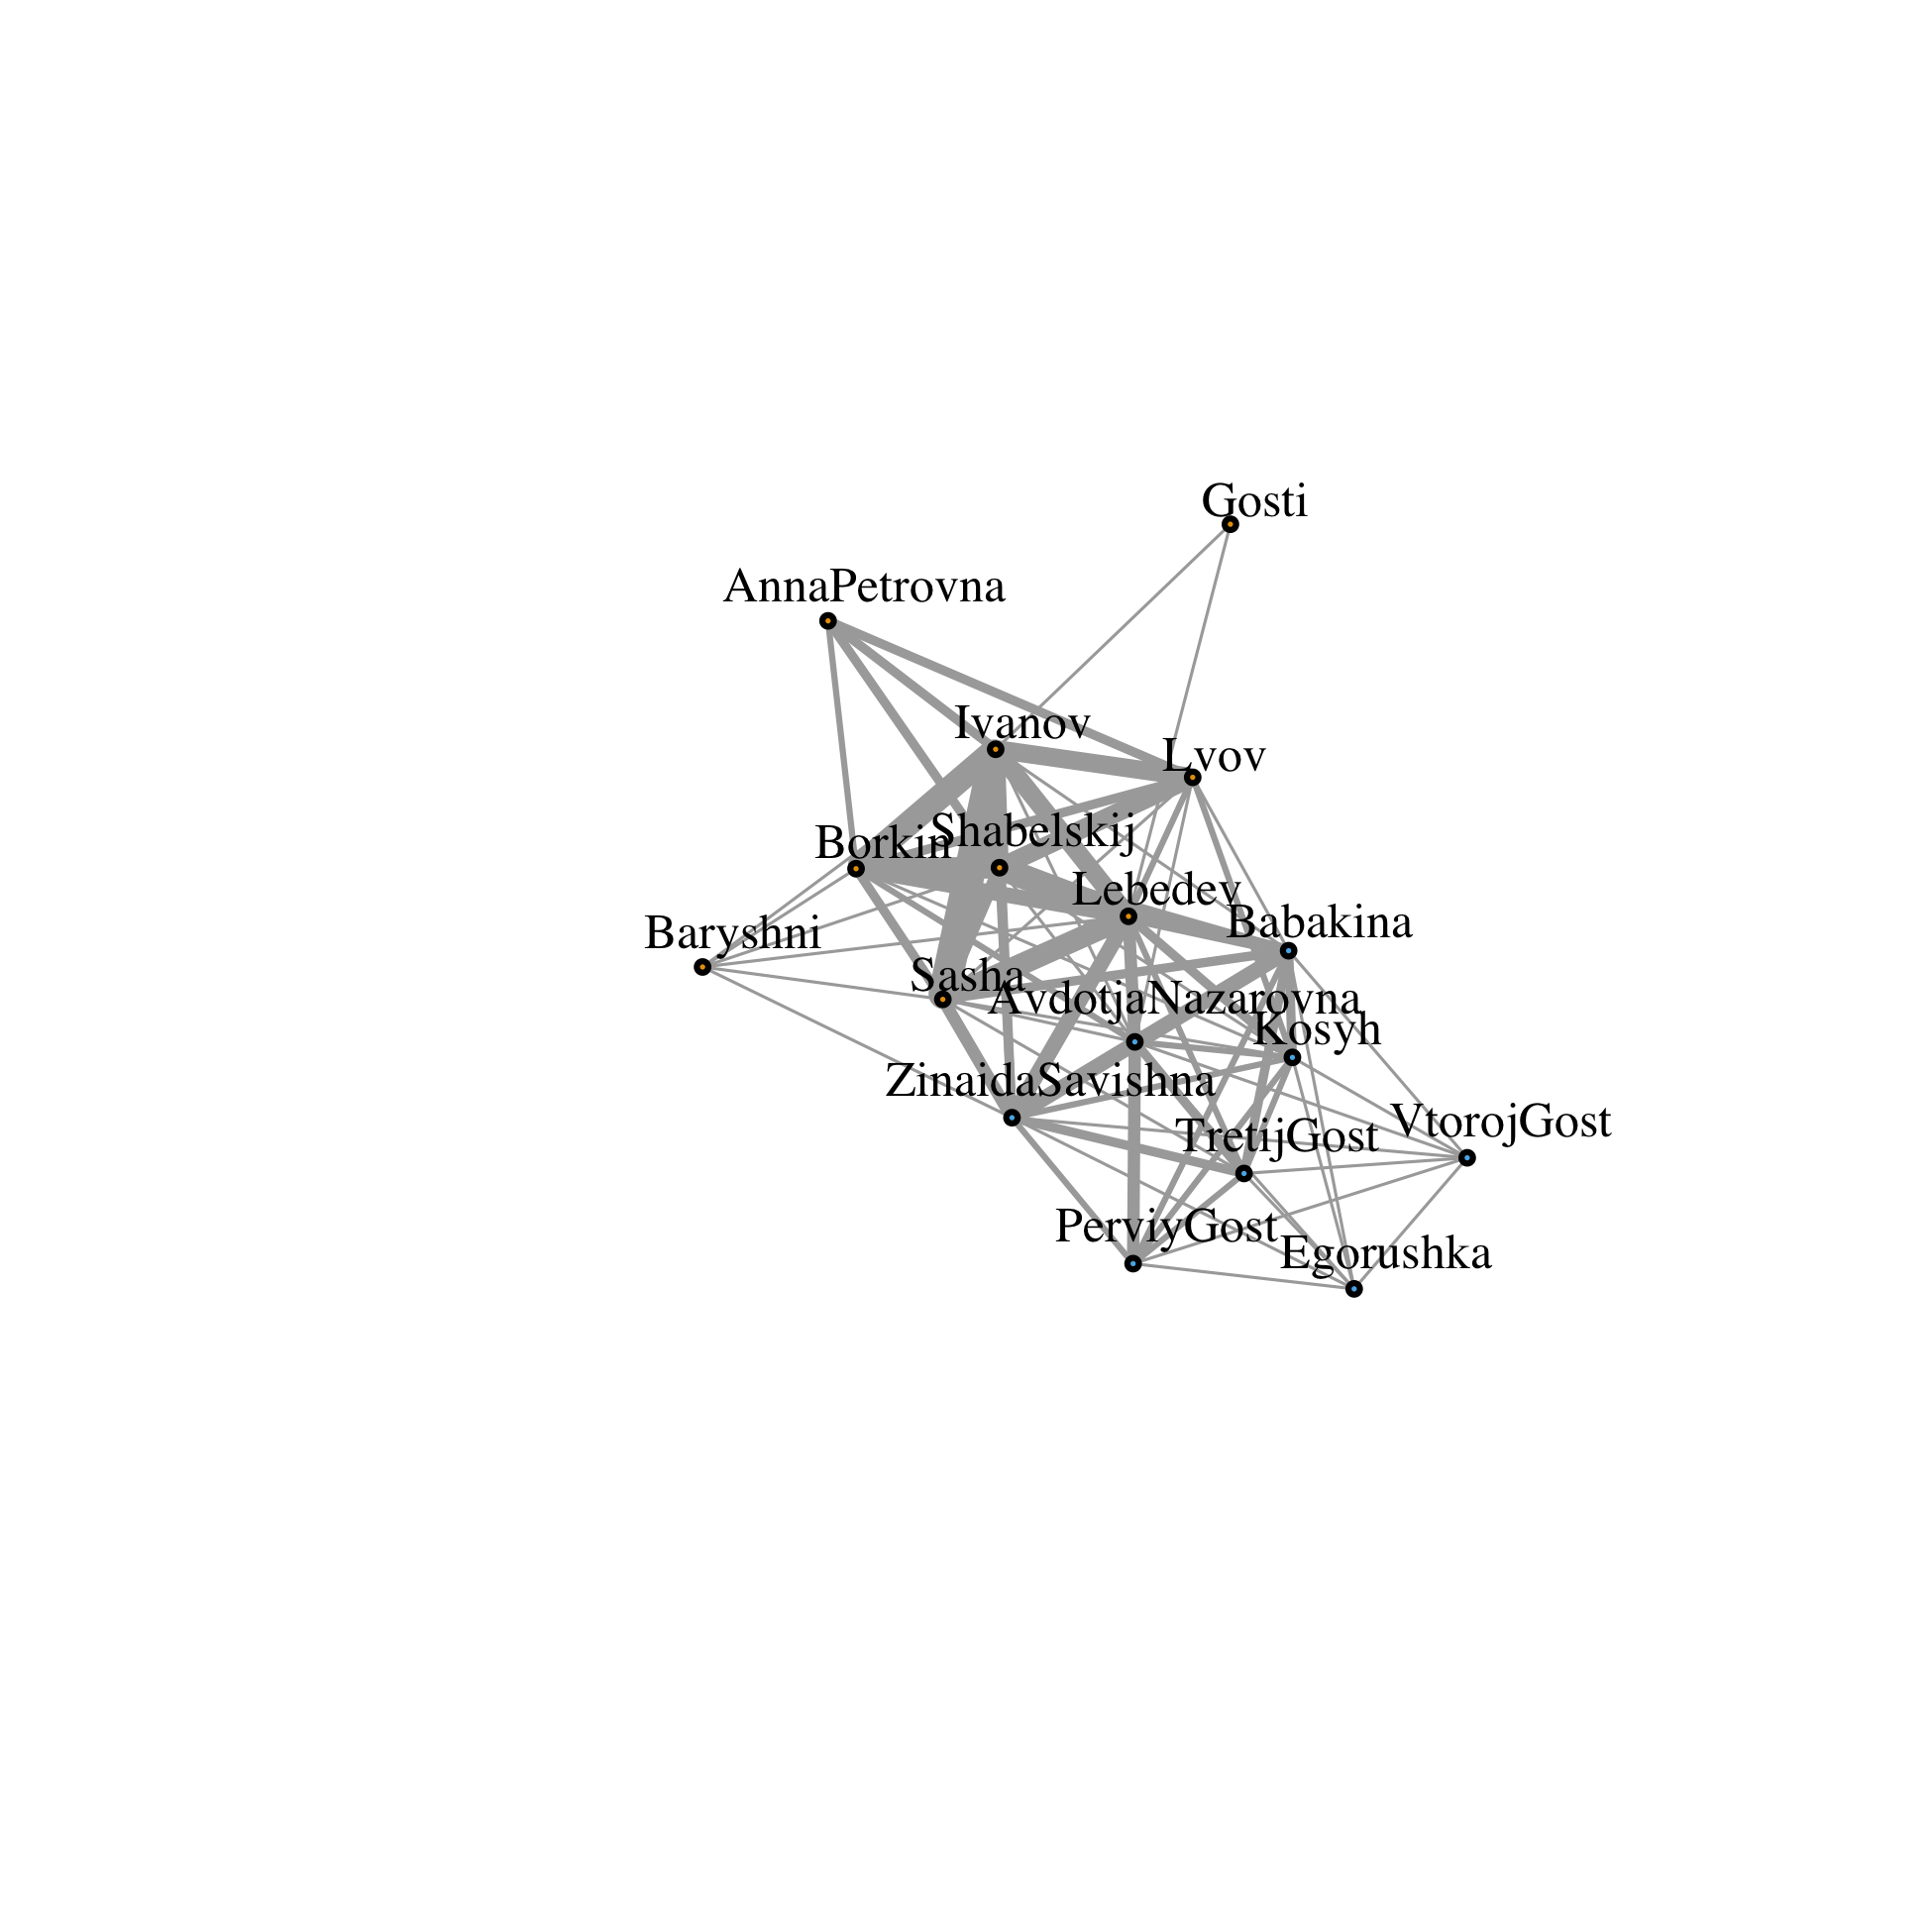 Gosti
AnnaPetrovna
Ivanov
Lvov
Shabelskij
Borkin
Lebedev
Babakina
Baryshni
Sasha
AvdotjaNazarovna
Kosyh
ZinaidaSavishna
VtorojGost
TretijGost
PerviyGost
Egorushka